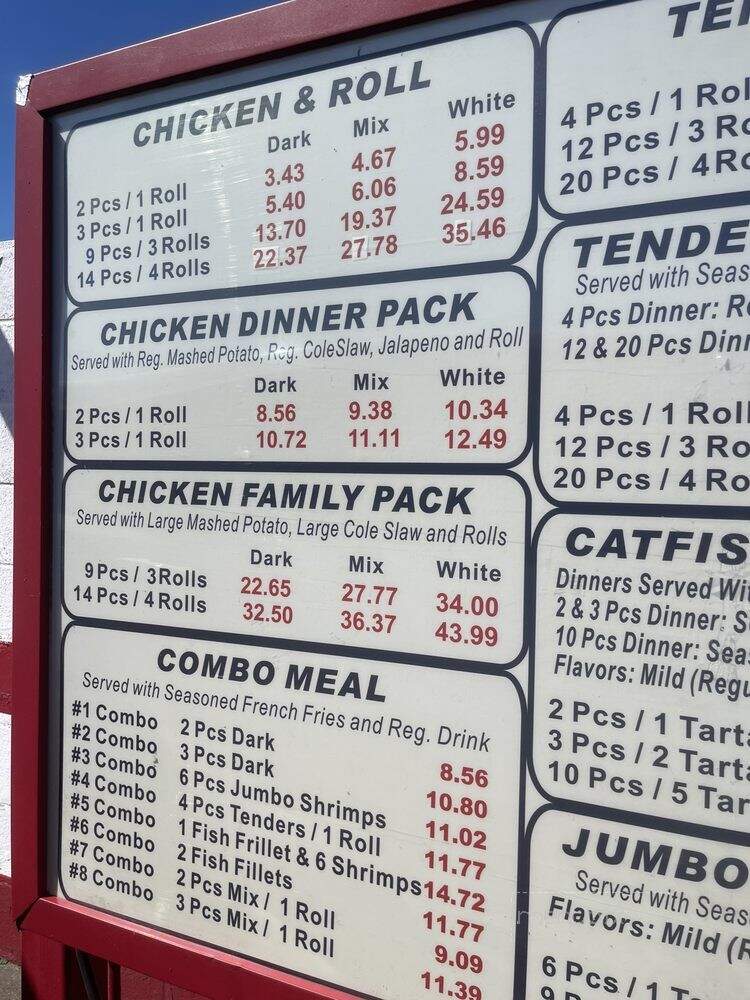 CHICKEN & ROLL
Dark Mix White
2 Pcs / 1 Roll 3.43 4.67 5.99
3 Pcs / 1 Roll 5.40 6.06 8.59
9 Pcs / 3 Rolls 13.70 19.37 24.59
14 Pcs / 4 Rolls 22.37 27.78 35.46
CHICKEN DINNER PACK
Served with Reg. Mashed Potato, Reg. ColeSlaw, Jalapeno and Roll
Dark Mix White
2 Pcs / 1 Roll 8.56 9.38 10.34
3 Pcs / 1 Roll 10.72 11.11 12.49
CHICKEN FAMILY PACK
Served with Large Mashed Potato, Large Cole Slaw and Rolls
Dark Mix White
9 Pcs / 3 Rolls 22.65 27.77 34.00
14 Pcs / 4 Rolls 32.50 36.37 43.99
COMBO MEAL
Served with Seasoned French Fries and Reg. Drink
#1 Combo 2 Pcs Dark 8.56
#2 Combo 3 Pcs Dark 10.80
#3 Combo 6 Pcs Jumbo Shrimps 11.02
#4 Combo 4 Pcs Tenders / 1 Roll 11.77
#5 Combo 1 Fish Frillet & 6 Shrimps 14.72
#6 Combo 2 Fish Fillets 11.77
#7 Combo 2 Pcs Mix / 1 Roll 9.09
#8 Combo 3 Pcs Mix / 1 Roll 11.39
TE
4 Pcs / 1 Rol
12 Pcs / 3 Ro
20 Pcs / 4 Ro
TENDE
Served with Seas
4 Pcs Dinner: R
12 & 20 Pcs Din
4 Pcs / 1 Roll
12 Pcs / 3 Ro
20 Pcs / 4 Ro
CATFIS
Dinners Served Wit
2 & 3 Pcs Dinner: S
10 Pcs Dinner: Sea
Flavors: Mild (Regu
2 Pcs / 1 Tart
3 Pcs / 2 Tart
10 Pcs / 5 Tar
JUMBO
Served with Seas
Flavors: Mild (R
6 Pcs / 1 T